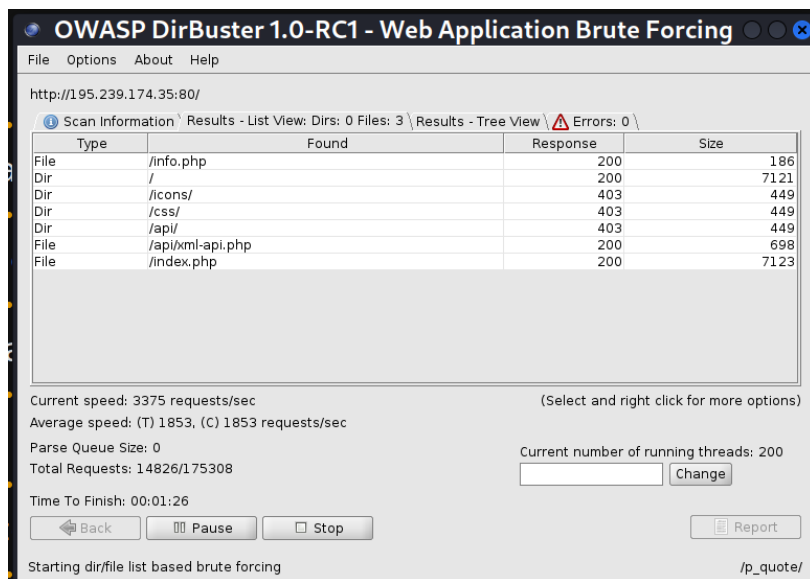 OWASP DirBuster 1.0-RC1 - Web Application Brute Forcing
File Options About Help
http://195.239.174.35:80/
Scan Information Results - List View: Dirs: 0 Files: 3 Results - Tree View Errors: 0
Type Found Response Size
File /info.php 200 186
Dir / 200 7121
Dir /icons/ 403 449
Dir /css/ 403 449
Dir /api/ 403 449
File /api/xml-api.php 200 698
File /index.php 200 7123
Current speed: 3375 requests/sec (Select and right click for more options)
Average speed: (T) 1853, (C) 1853 requests/sec
Parse Queue Size: 0 Current number of running threads: 200
Total Requests: 14826/175308 Change
Time To Finish: 00:01:26
Back Pause Stop Report
Starting dir/file list based brute forcing /p_quote/